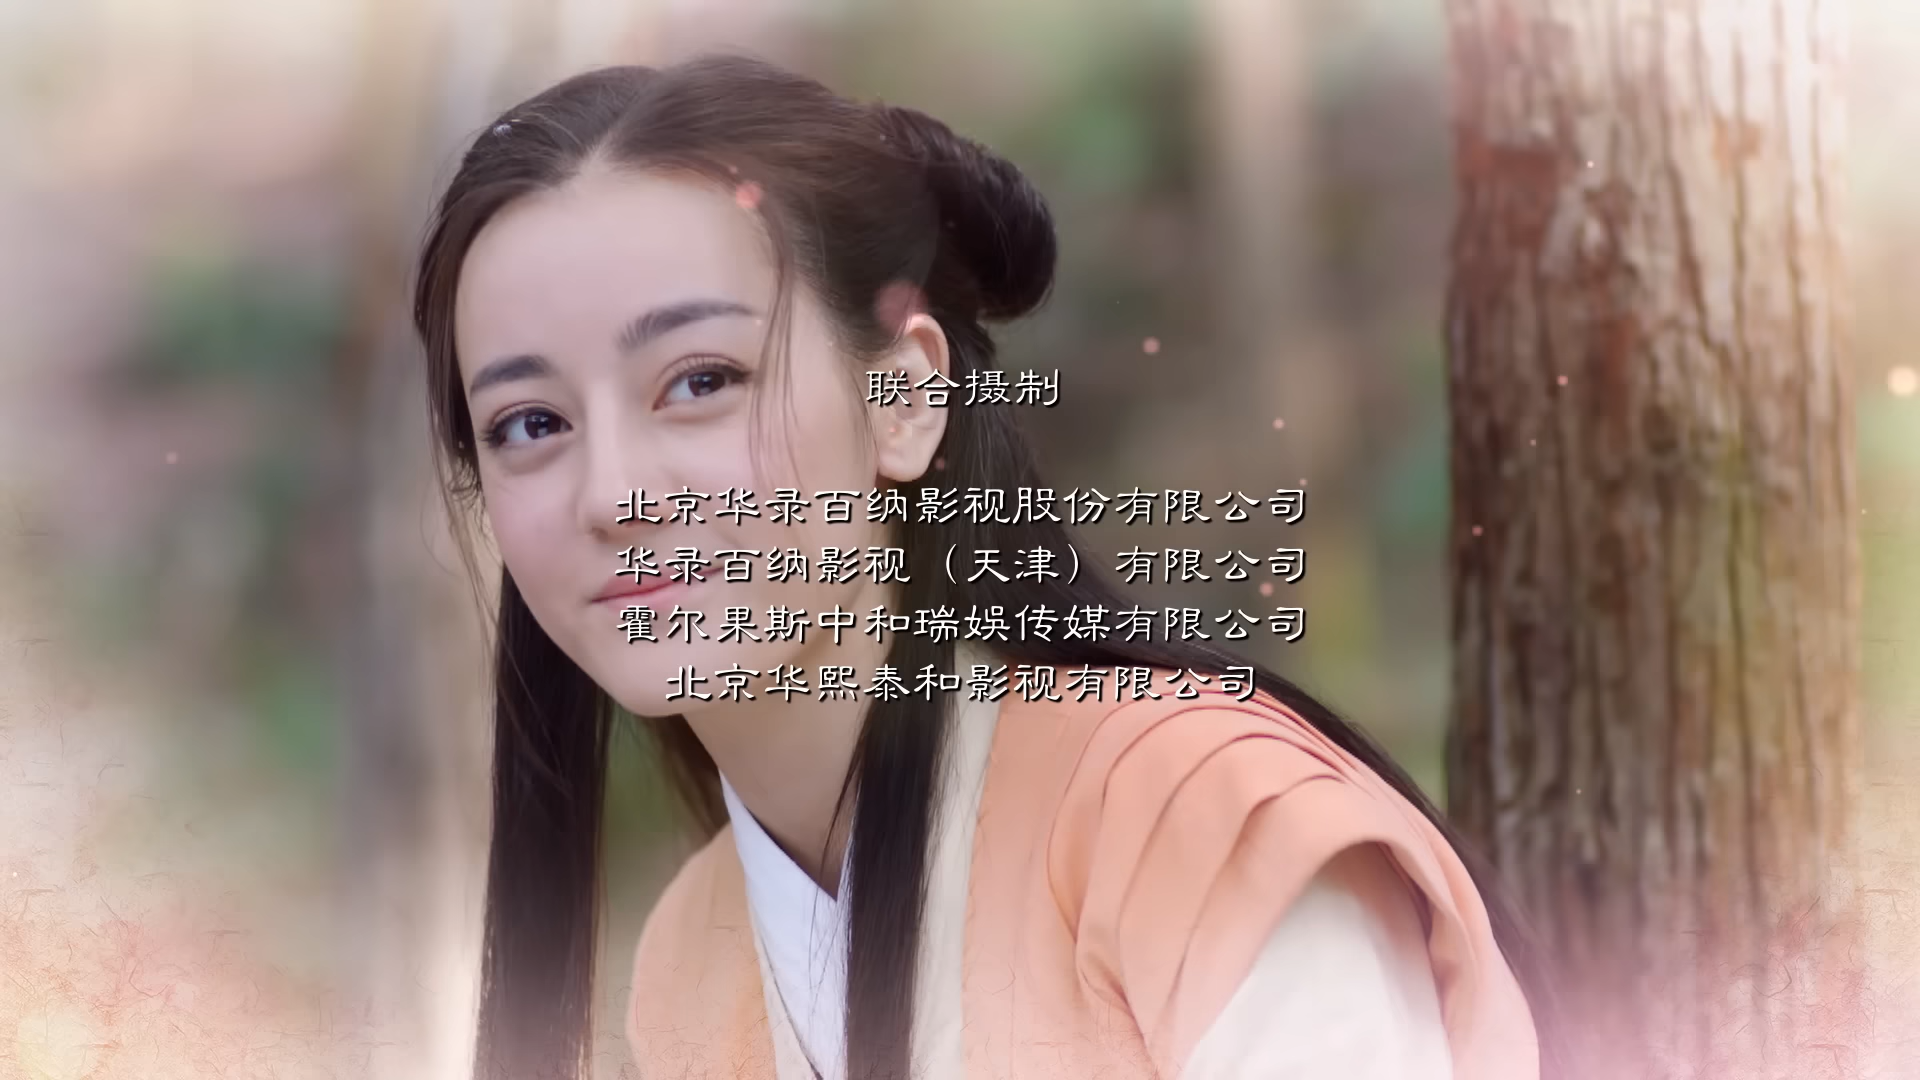 联合摄制
北京华录百纳影视股份有限公司
华录百纳影视（天津）有限公司
霍尔果斯中和瑞娱传媒有限公司
北京华熙泰和影视有限公司